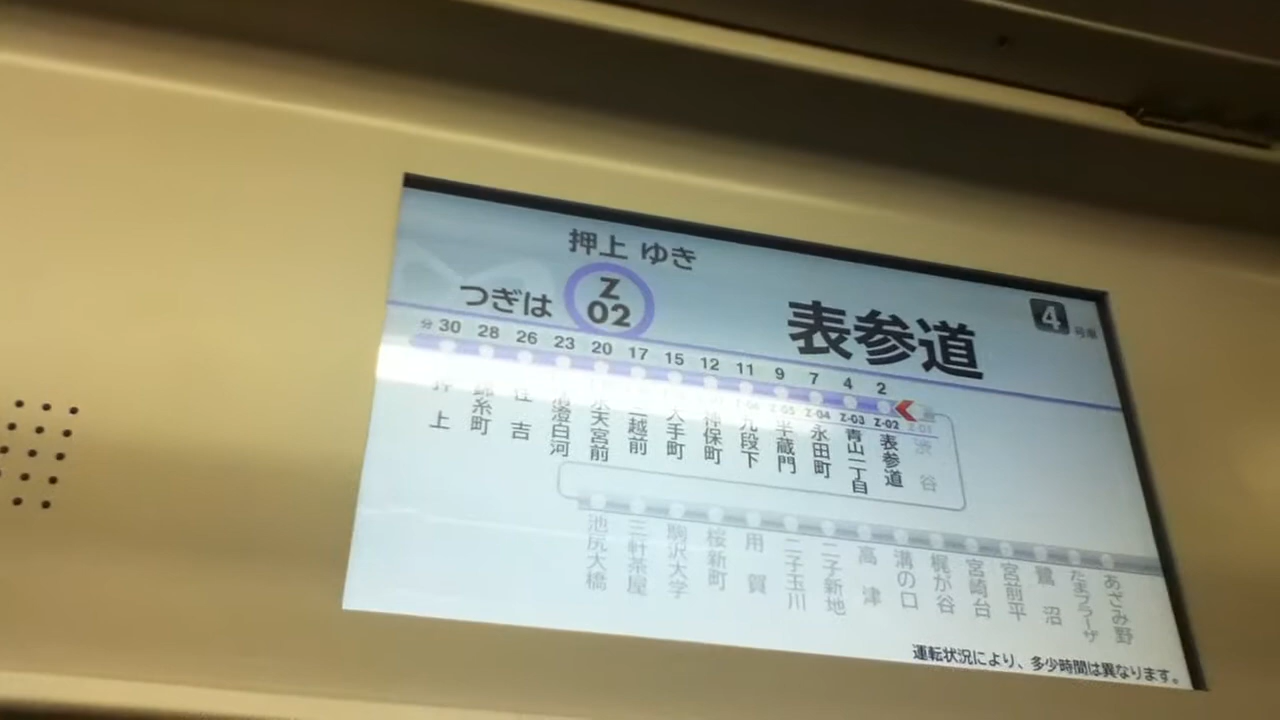 押上 ゆき
つぎは Z 02 表参道
4 号車
分 30 28 26 23 20 17 15 12 11 9 7 4 2
Z-05 Z-04 Z-03 Z-02 Z-01
押上 錦糸町 住吉 清澄白河 水天宮前 三越前 大手町 神保町 九段下 半蔵門 永田町 青山一丁目 表参道 渋谷
池尻大橋 三軒茶屋 駒沢大学 桜新町 用賀 二子玉川 二子新地 高津 溝の口 梶が谷 宮崎台 宮前平 鷺沼 たまプラーザ あざみ野
運転状況により、多少時間は異なります。